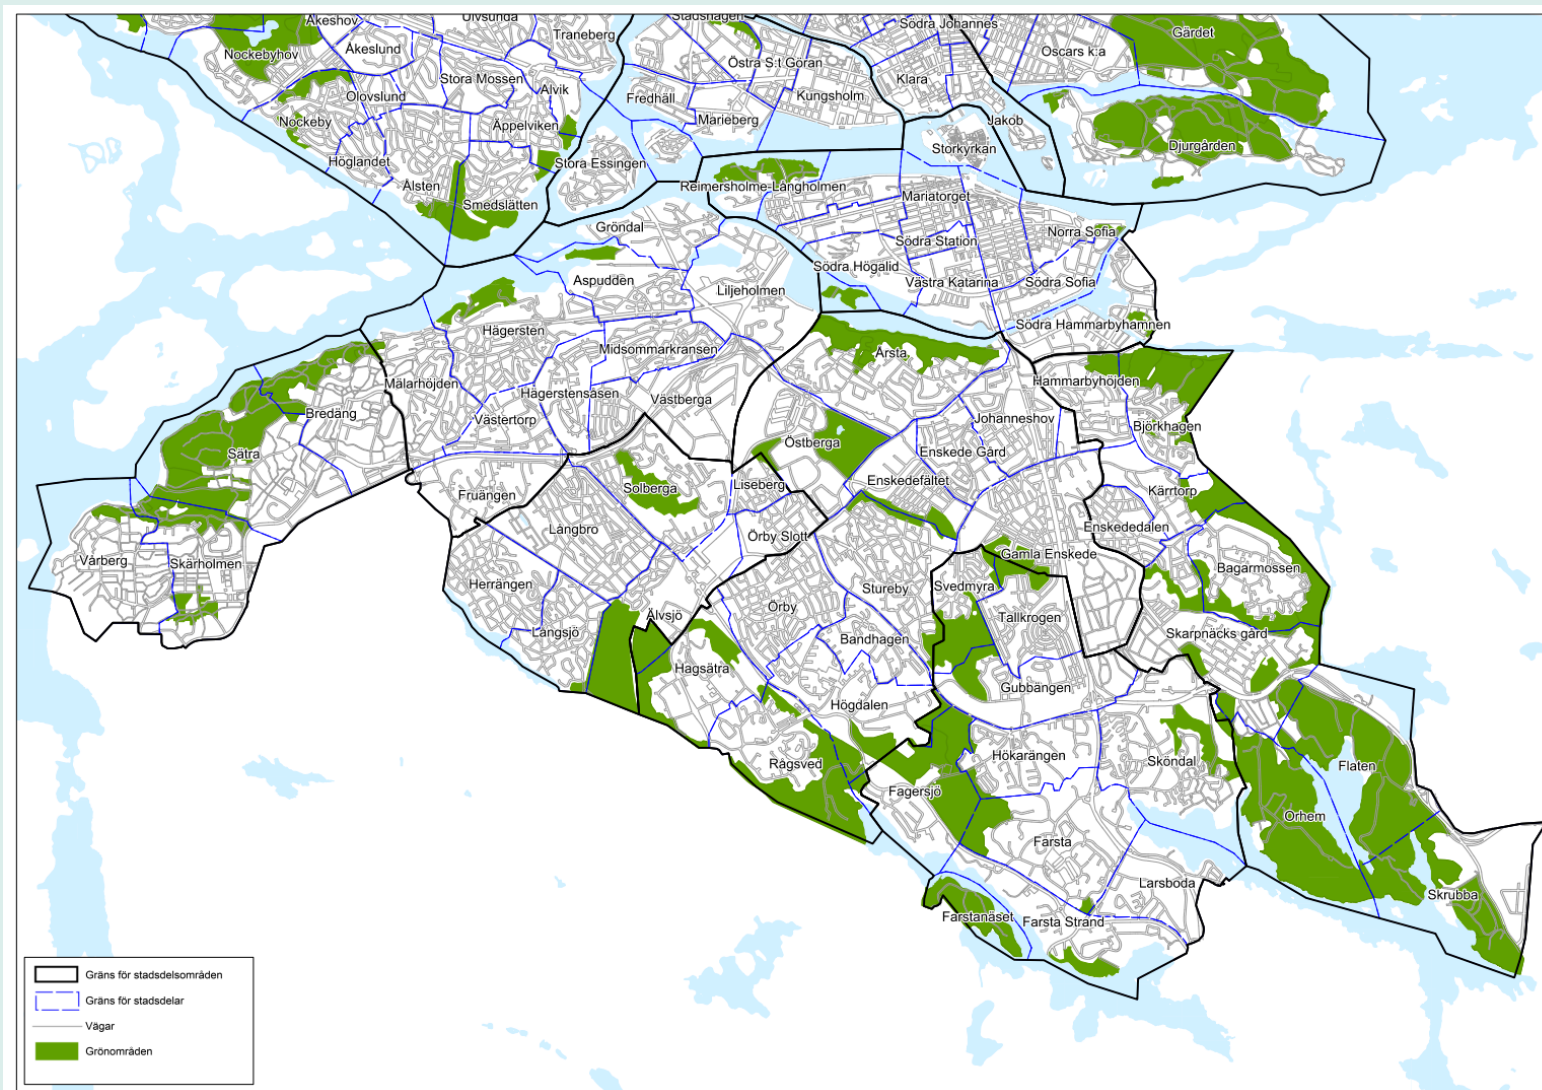 Åkeshov
Ulvsunda
Stadshagen
Södra Johannes
Gärdet
Nockebyhov
Åkeslund
Traneberg
Oscars k:a
Östra S:t Göran
Klara
Stora Mossen
Alvik
Olovslund
Fredhäll
Kungsholm
Nockeby
Äppelviken
Marieberg
Jakob
Djurgården
Storkyrkan
Höglandet
Stora Essingen
Ålsten
Reimersholme-Långholmen
Mariatorget
Smedslätten
Gröndal
Norra Sofia
Södra Station
Södra Högalid
Aspudden
Västra Katarina
Södra Sofia
Liljeholmen
Södra Hammarbyhamnen
Hägersten
Midsommarkransen
Årsta
Mälarhöjden
Hägerstensåsen
Västberga
Hammarbyhöjden
Bredäng
Västertorp
Johanneshov
Björkhagen
Sätra
Östberga
Enskede Gård
Fruängen
Solberga
Liseberg
Enskedefältet
Kärrtorp
Långbro
Örby Slott
Enskededalen
Gamla Enskede
Vårberg
Skärholmen
Bagarmossen
Herrängen
Svedmyra
Stureby
Örby
Älvsjö
Tallkrogen
Långsjö
Bandhagen
Skarpnäcks gård
Hagsätra
Gubbängen
Högdalen
Hökarängen
Sköndal
Rågsved
Flaten
Fagersjö
Orhem
Farsta
Larsboda
Skrubba
Farstanäset
Farsta Strand
Gräns för stadsdelsområden
Gräns för stadsdelar
Vägar
Grönområden